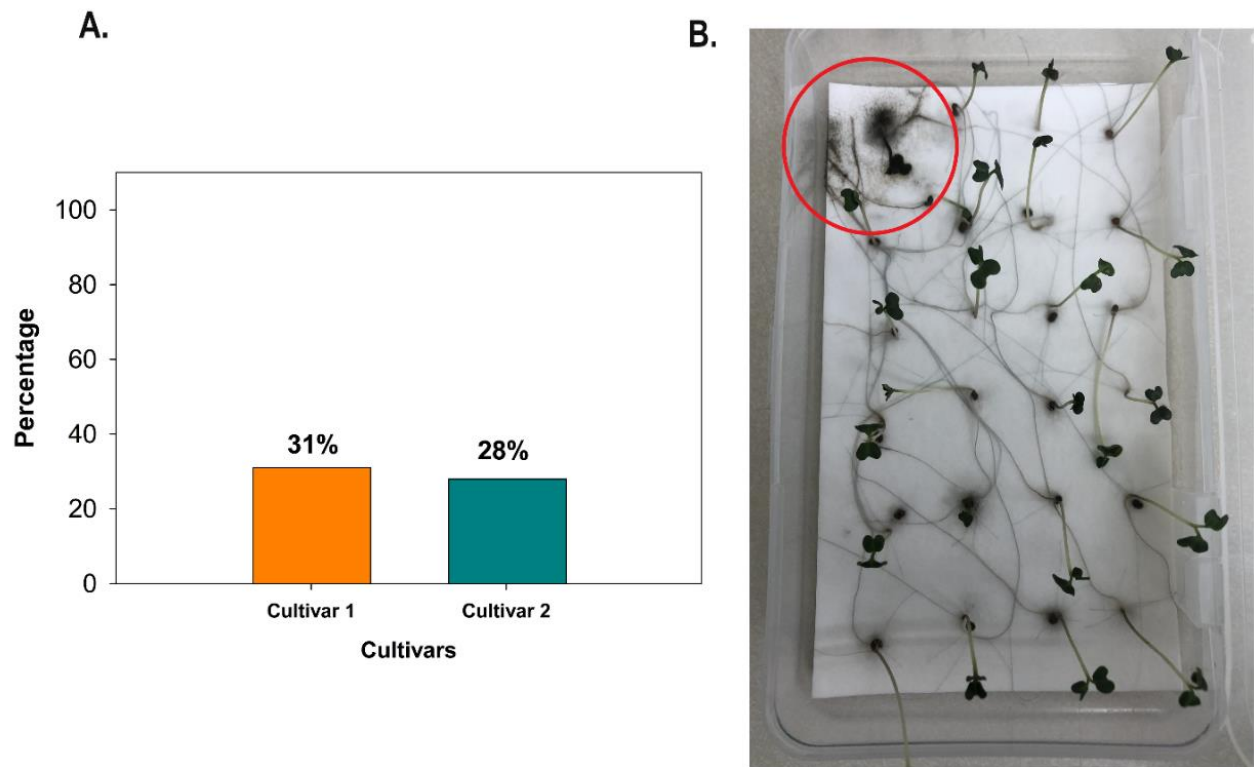 A.
B.
Percentage
100
80
60
40
20
0
31%
28%
Cultivar 1
Cultivar 2
Cultivars